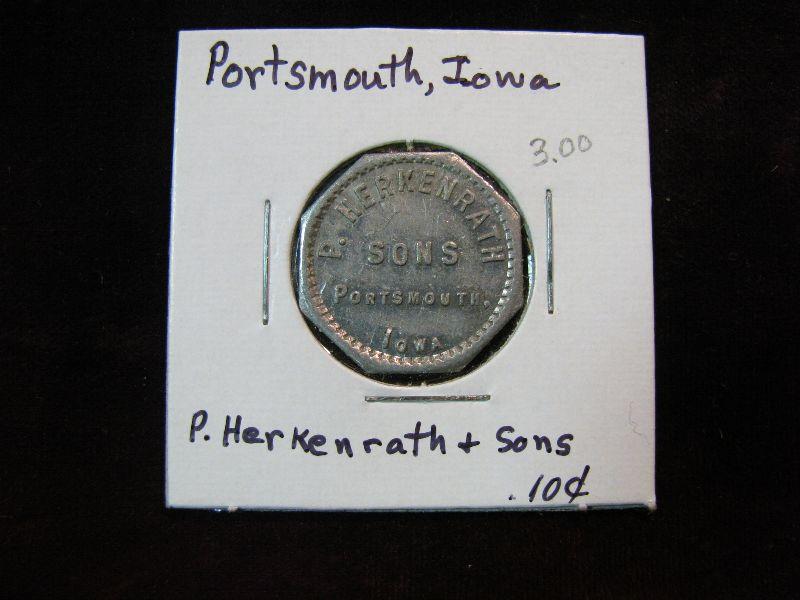 Portsmouth, Iowa
3.00
P. HERKENRATH
SONS
PORTSMOUTH,
IOWA
P. Herkenrath + Sons
.10¢